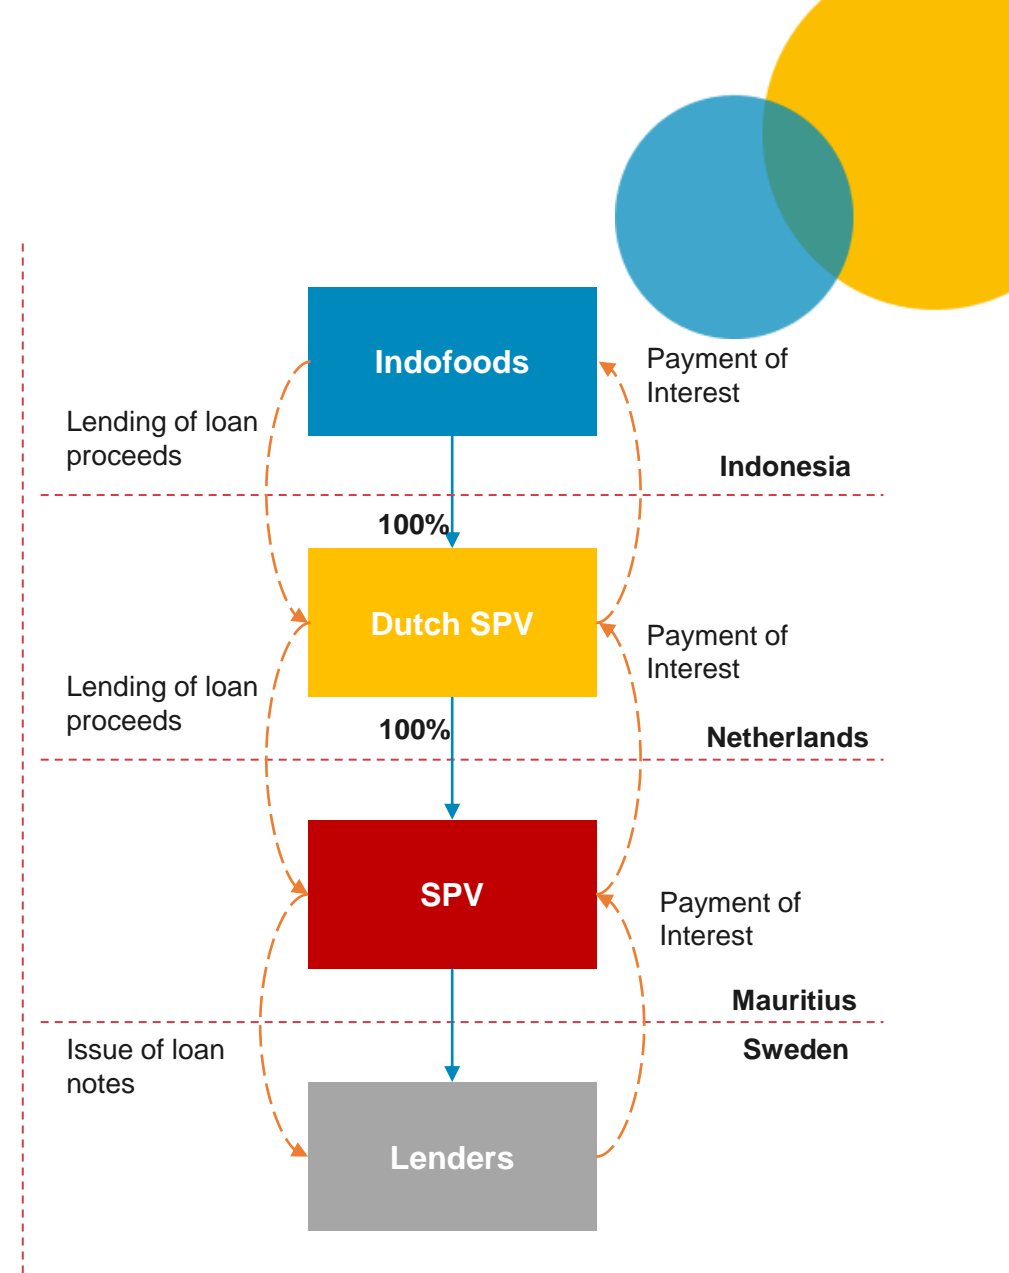 Indofoods
Payment of
Interest
Lending of loan
proceeds
Indonesia
100%
Dutch SPV
Payment of
Interest
Lending of loan
proceeds
100%
Netherlands
SPV
Payment of
Interest
Mauritius
Issue of loan
notes
Sweden
Lenders